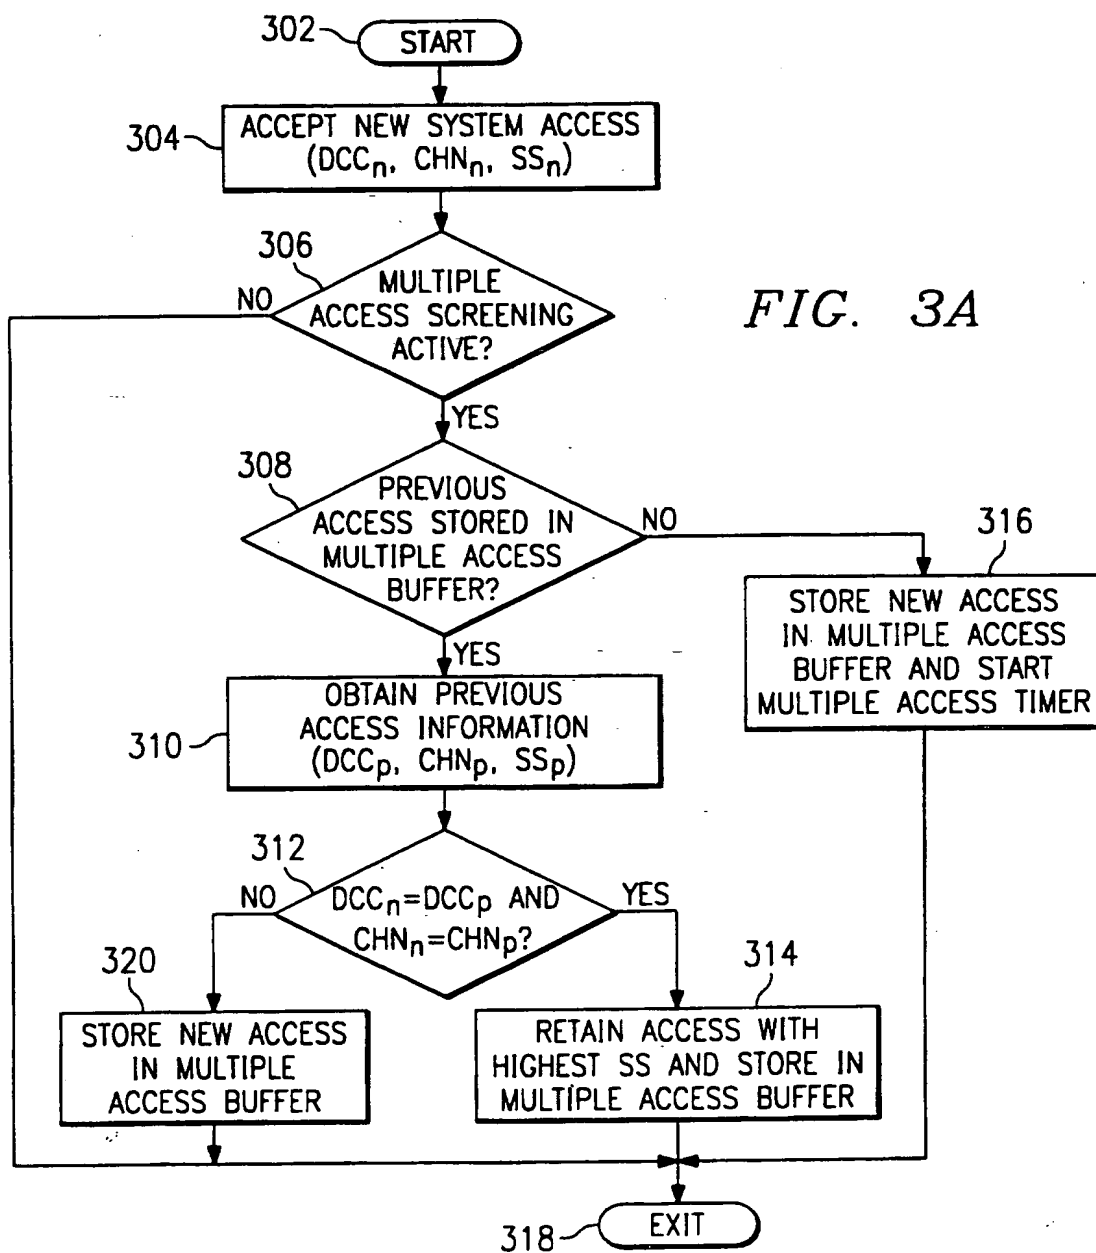 302
START
304
ACCEPT NEW SYSTEM ACCESS
(DCCn, CHNn, SSn)
306
MULTIPLE
ACCESS SCREENING
ACTIVE?
NO
YES
FIG. 3A
308
PREVIOUS
ACCESS STORED IN
MULTIPLE ACCESS
BUFFER?
NO
YES
316
STORE NEW ACCESS
IN MULTIPLE ACCESS
BUFFER AND START
MULTIPLE ACCESS TIMER
310
OBTAIN PREVIOUS
ACCESS INFORMATION
(DCCp, CHNp, SSp)
312
DCCn=DCCp AND
CHNn=CHNp?
NO
YES
320
STORE NEW ACCESS
IN MULTIPLE
ACCESS BUFFER
314
RETAIN ACCESS WITH
HIGHEST SS AND STORE IN
MULTIPLE ACCESS BUFFER
318
EXIT